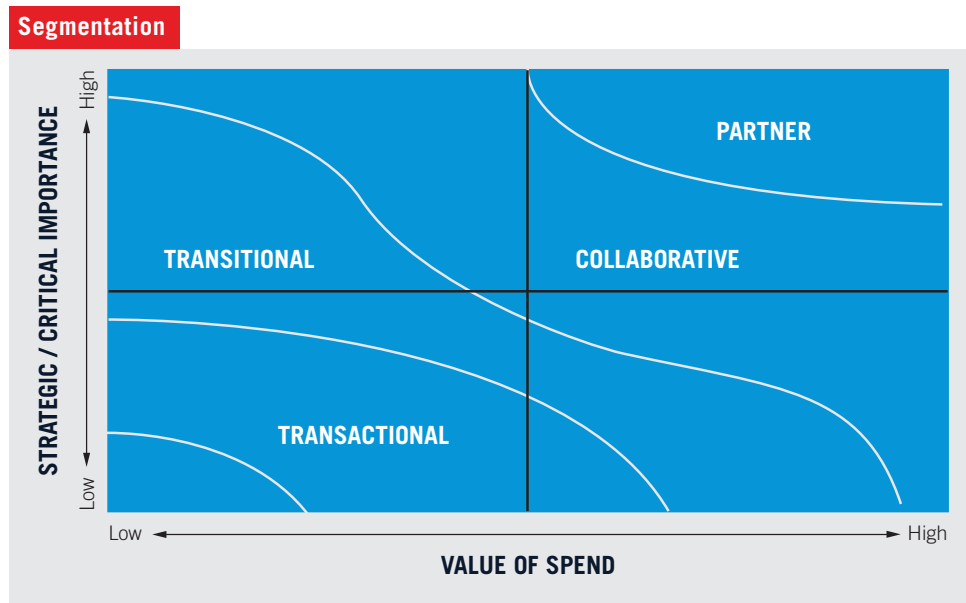 Segmentation
High
STRATEGIC / CRITICAL IMPORTANCE
Low
PARTNER
TRANSITIONAL
COLLABORATIVE
TRANSACTIONAL
Low
High
VALUE OF SPEND